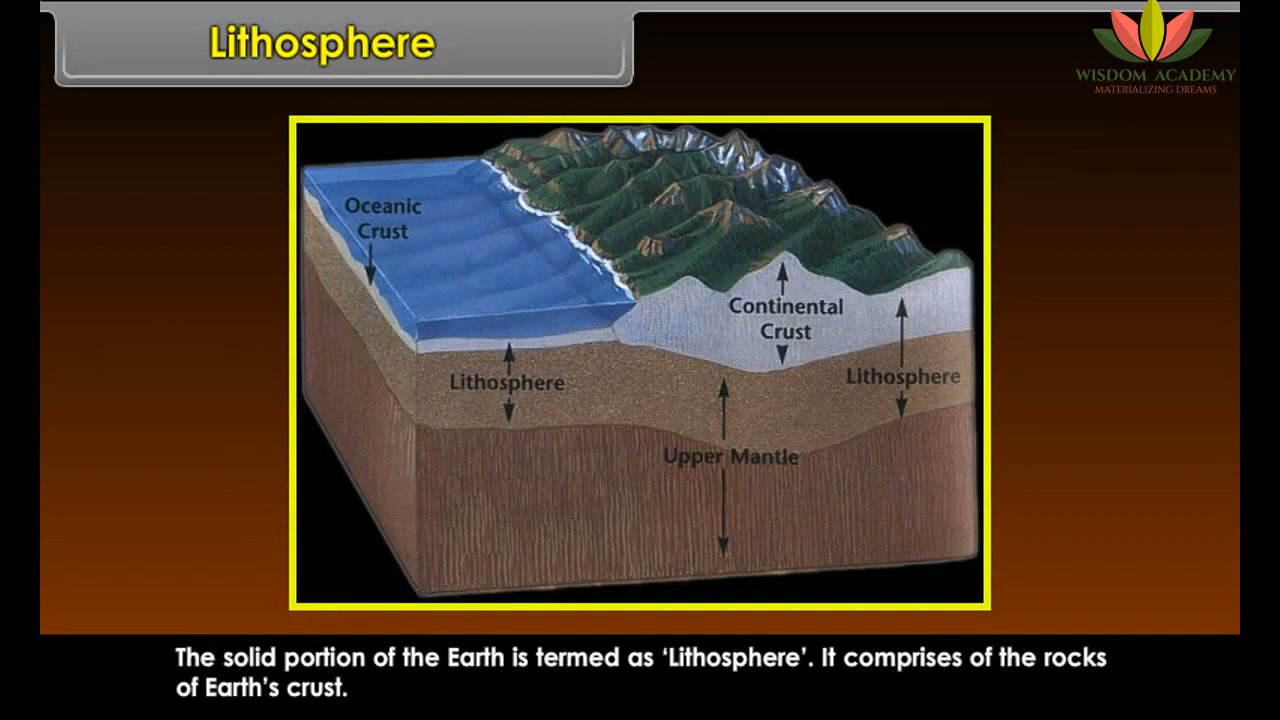 Lithosphere
WISDOM ACADEMY
MATERIALIZING DREAMS
Oceanic
Crust
Continental
Crust
Lithosphere
Lithosphere
Upper Mantle
The solid portion of the Earth is termed as ‘Lithosphere’. It comprises of the rocks
of Earth’s crust.